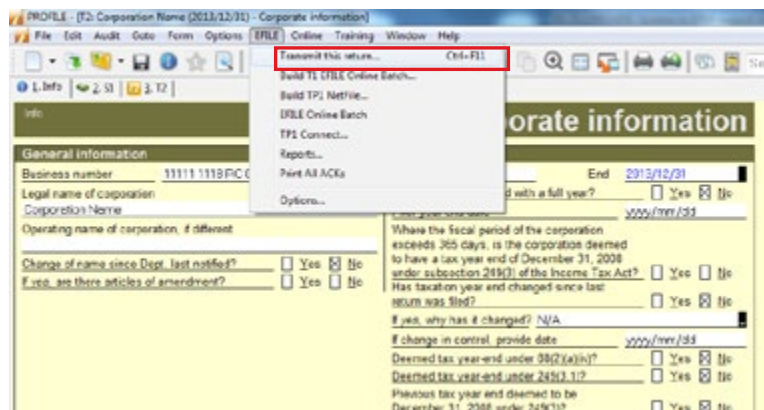 PROFILE - [T2: Corporation Name (2013/12/31) - Corporate information]
File Edit Audit Goto Form Options EFILE Online Training Window Help
Transmit this return... Ctrl+F11
Build T1 EFILE Online Batch...
Build TP1 NetFile...
EFILE Online Batch
TP1 Connect...
Reports...
Print All ACKs
Options...
1. Info 2. S1 3. T2
Info
orate information
General information
Business number 11111 1118 RC End 2013/12/31
Legal name of corporation
Corporation Name
d with a full year? Yes No
yyyy/mm/dd
Operating name of corporation, if different
Where the fiscal period of the corporation
exceeds 365 days, is the corporation deemed
to have a tax year end of December 31, 2008
under subsection 249(3) of the Income Tax Act? Yes No
Change of name since Dept. last notified? Yes No
If yes, are there articles of amendment? Yes No
Has taxation year end changed since last
return was filed? Yes No
If yes, why has it changed? N/A
If change in control, provide date yyyy/mm/dd
Deemed tax year-end under 88(2)(a)(iv)? Yes No
Deemed tax year-end under 249(3.1)? Yes No
Previous tax year end deemed to be
December 31, 2008 under 249(3)? Yes No